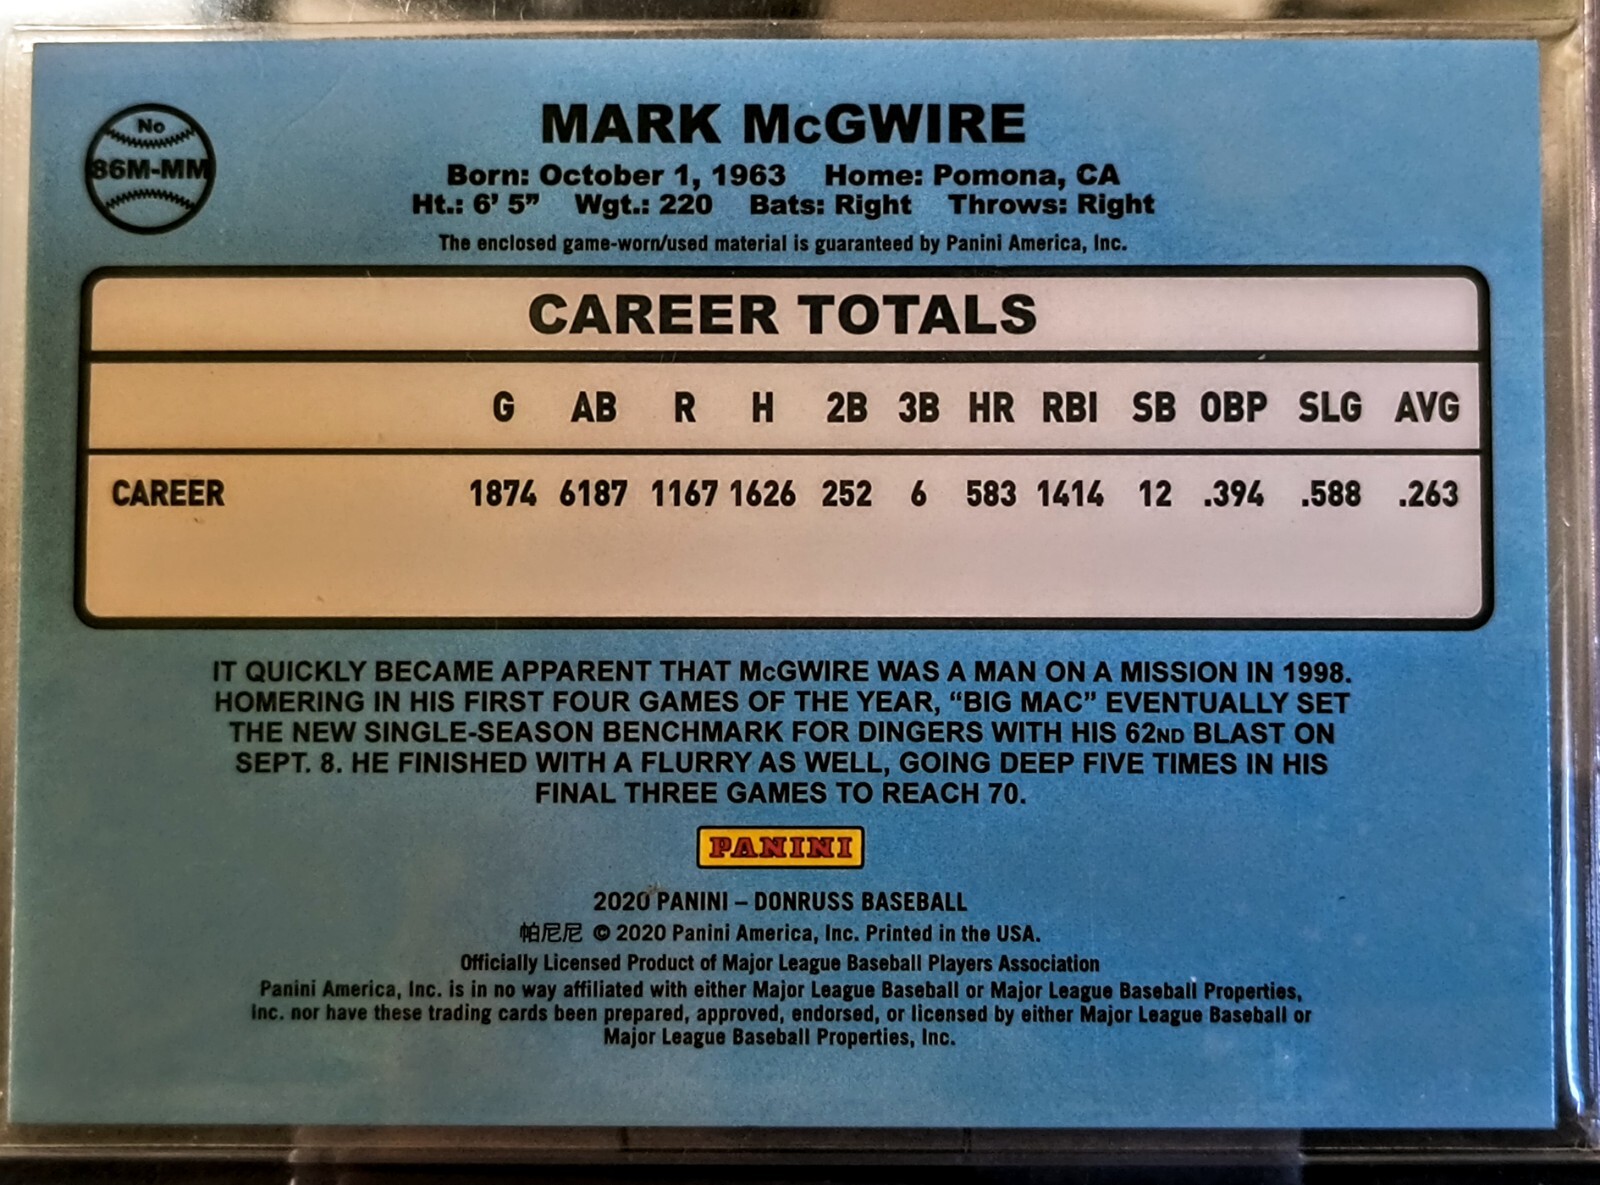 No
86M-MM
MARK McGWIRE
Born: October 1, 1963 Home: Pomona, CA
Ht.: 6' 5" Wgt.: 220 Bats: Right Throws: Right
The enclosed game-worn/used material is guaranteed by Panini America, Inc.
CAREER TOTALS
G AB R H 2B 3B HR RBI SB OBP SLG AVG
CAREER 1874 6187 1167 1626 252 6 583 1414 12 .394 .588 .263
IT QUICKLY BECAME APPARENT THAT McGWIRE WAS A MAN ON A MISSION IN 1998.
HOMERING IN HIS FIRST FOUR GAMES OF THE YEAR, "BIG MAC" EVENTUALLY SET
THE NEW SINGLE-SEASON BENCHMARK FOR DINGERS WITH HIS 62ND BLAST ON
SEPT. 8. HE FINISHED WITH A FLURRY AS WELL, GOING DEEP FIVE TIMES IN HIS
FINAL THREE GAMES TO REACH 70.
PANINI
2020 PANINI – DONRUSS BASEBALL
帕尼尼 © 2020 Panini America, Inc. Printed in the USA.
Officially Licensed Product of Major League Baseball Players Association
Panini America, Inc. is in no way affiliated with either Major League Baseball or Major League Baseball Properties,
Inc. nor have these trading cards been prepared, approved, endorsed, or licensed by either Major League Baseball or
Major League Baseball Properties, Inc.